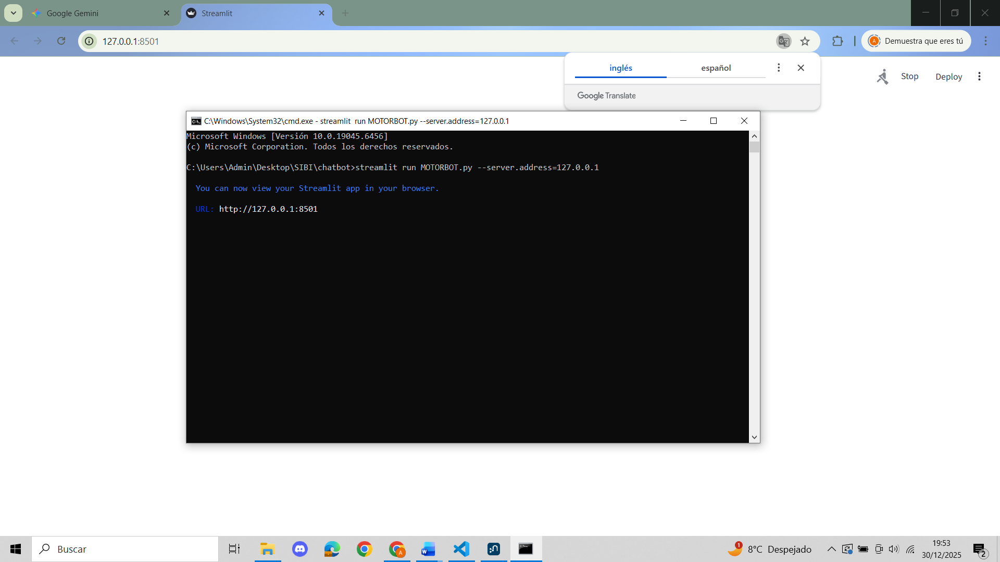 Google Gemini
Streamlit
127.0.0.1:8501
Demuestra que eres tú
inglés
español
Google Translate
Stop
Deploy
C:\Windows\System32\cmd.exe - streamlit  run MOTORBOT.py --server.address=127.0.0.1
Microsoft Windows [Versión 10.0.19045.6456]
(c) Microsoft Corporation. Todos los derechos reservados.
C:\Users\Admin\Desktop\SIBI\chatbot>streamlit run MOTORBOT.py --server.address=127.0.0.1
You can now view your Streamlit app in your browser.
URL: http://127.0.0.1:8501
Buscar
1
8°C Despejado
19:53
30/12/2025
2